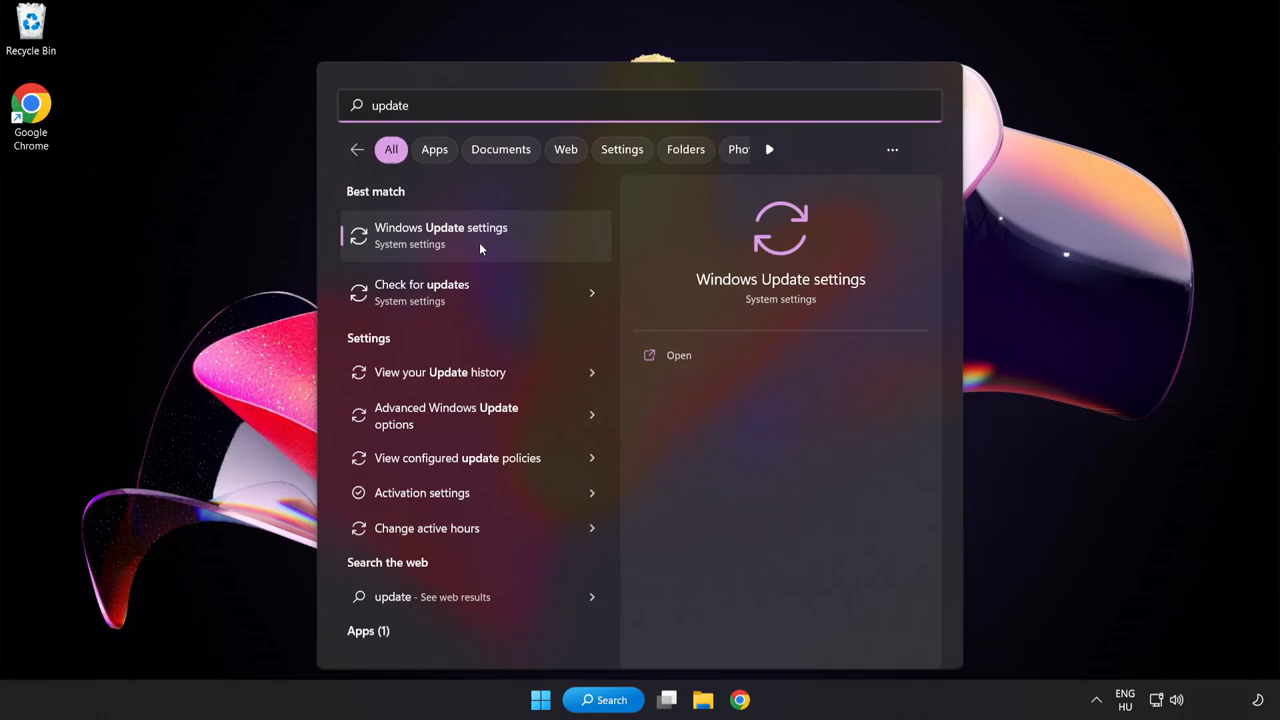 Recycle Bin
Google
Chrome
update
All
Apps
Documents
Web
Settings
Folders
Pho
Best match
Windows Update settings
System settings
Check for updates
System settings
Settings
View your Update history
Advanced Windows Update
options
View configured update policies
Activation settings
Change active hours
Search the web
update - See web results
Apps (1)
Windows Update settings
System settings
Open
Search
ENG
HU